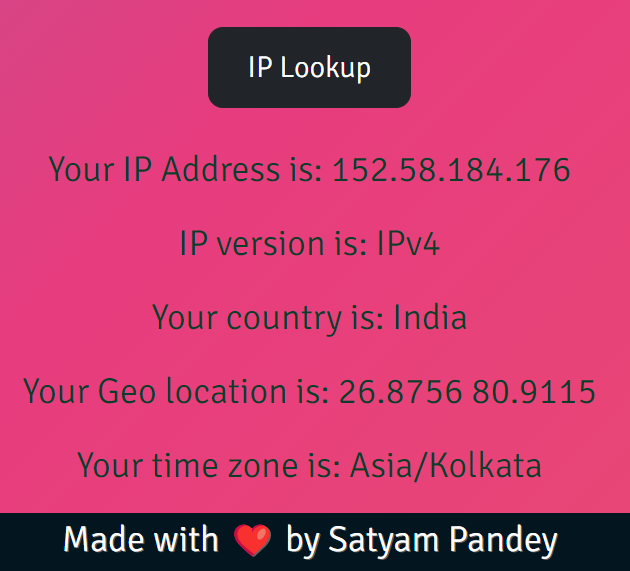 IP Lookup
Your IP Address is: 152.58.184.176
IP version is: IPv4
Your country is: India
Your Geo location is: 26.8756 80.9115
Your time zone is: Asia/Kolkata
Made with ❤️ by Satyam Pandey